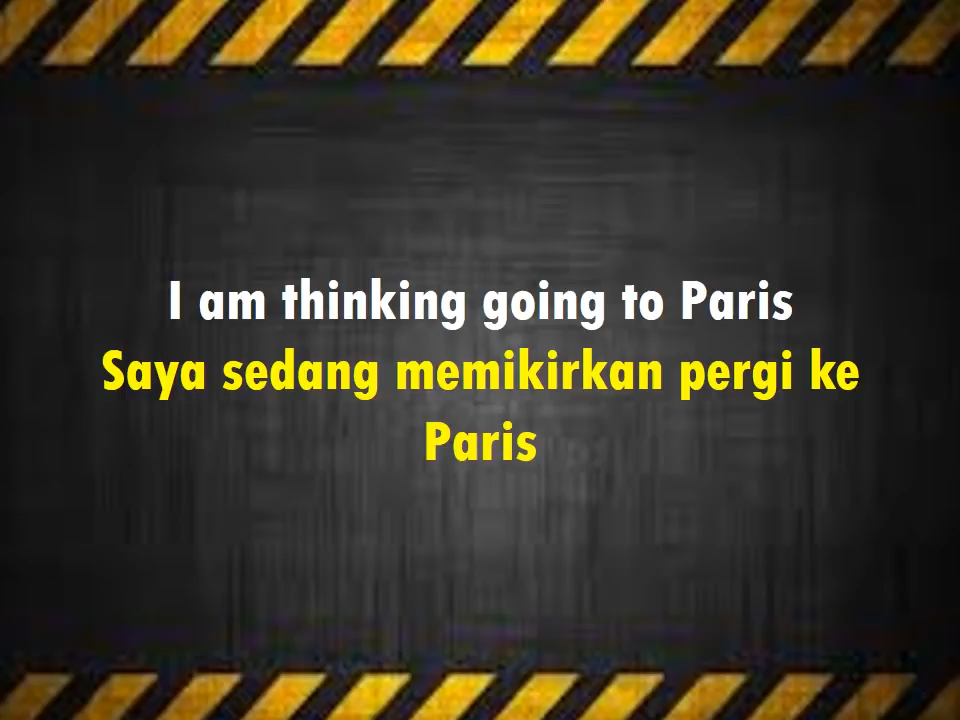 I am thinking going to Paris
Saya sedang memikirkan pergi ke
Paris